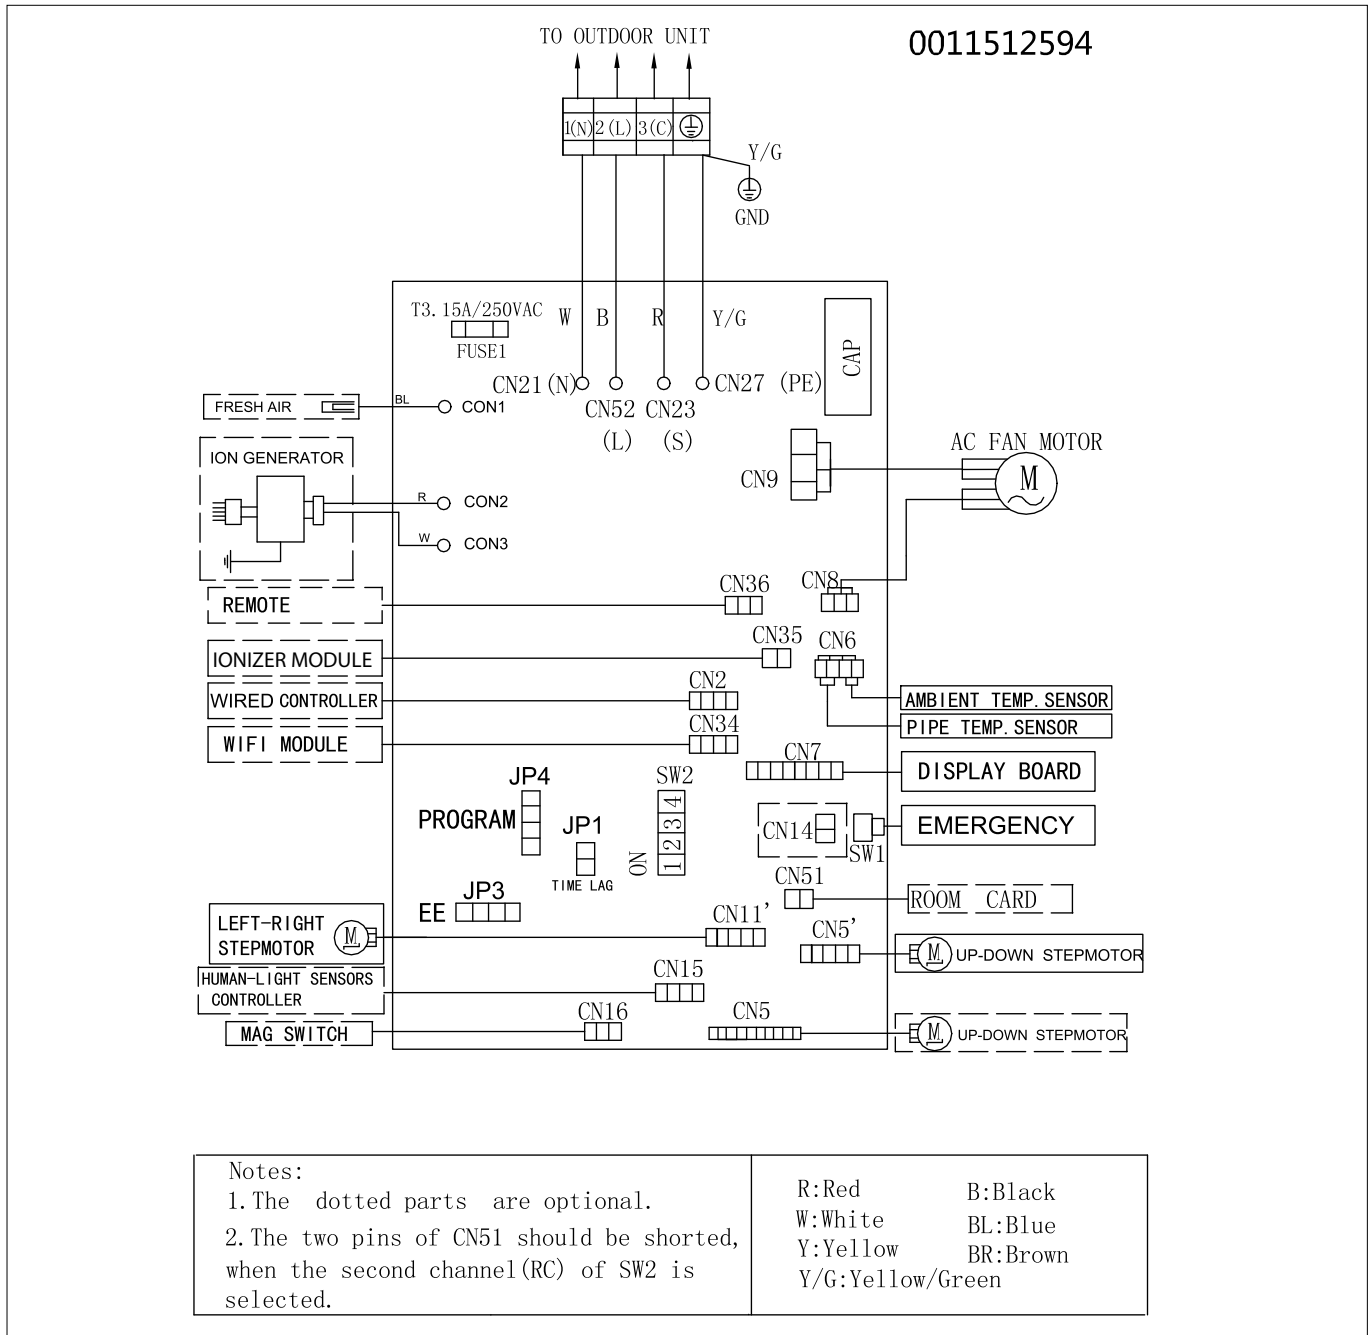 TO OUTDOOR UNIT
0011512594
1(N) 2(L) 3(C)
Y/G
GND
T3.15A/250VAC
FUSE1
W B R Y/G
CAP
CN21(N)
CN52
(L)
CN23
(S)
CN27 (PE)
FRESH AIR
BL
CON1
ION GENERATOR
R
CON2
W
CON3
CN9
AC FAN MOTOR
M
REMOTE
CN36
CN8
IONIZER MODULE
CN35
CN6
WIRED CONTROLLER
CN2
AMBIENT TEMP. SENSOR
PIPE TEMP. SENSOR
WIFI MODULE
CN34
CN7
DISPLAY BOARD
JP4
PROGRAM
JP1
TIME LAG
SW2
ON
1 2 3 4
CN14
SW1
EMERGENCY
JP3
EE
CN51
ROOM CARD
LEFT-RIGHT
STEPMOTOR
M
CN11'
CN5'
M
UP-DOWN STEPMOTOR
HUMAN-LIGHT SENSORS
CONTROLLER
CN15
MAG SWITCH
CN16
CN5
M
UP-DOWN STEPMOTOR
Notes:
1.The dotted parts are optional.
2.The two pins of CN51 should be shorted,
when the second channel(RC) of SW2 is
selected.
R:Red B:Black
W:White BL:Blue
Y:Yellow BR:Brown
Y/G:Yellow/Green